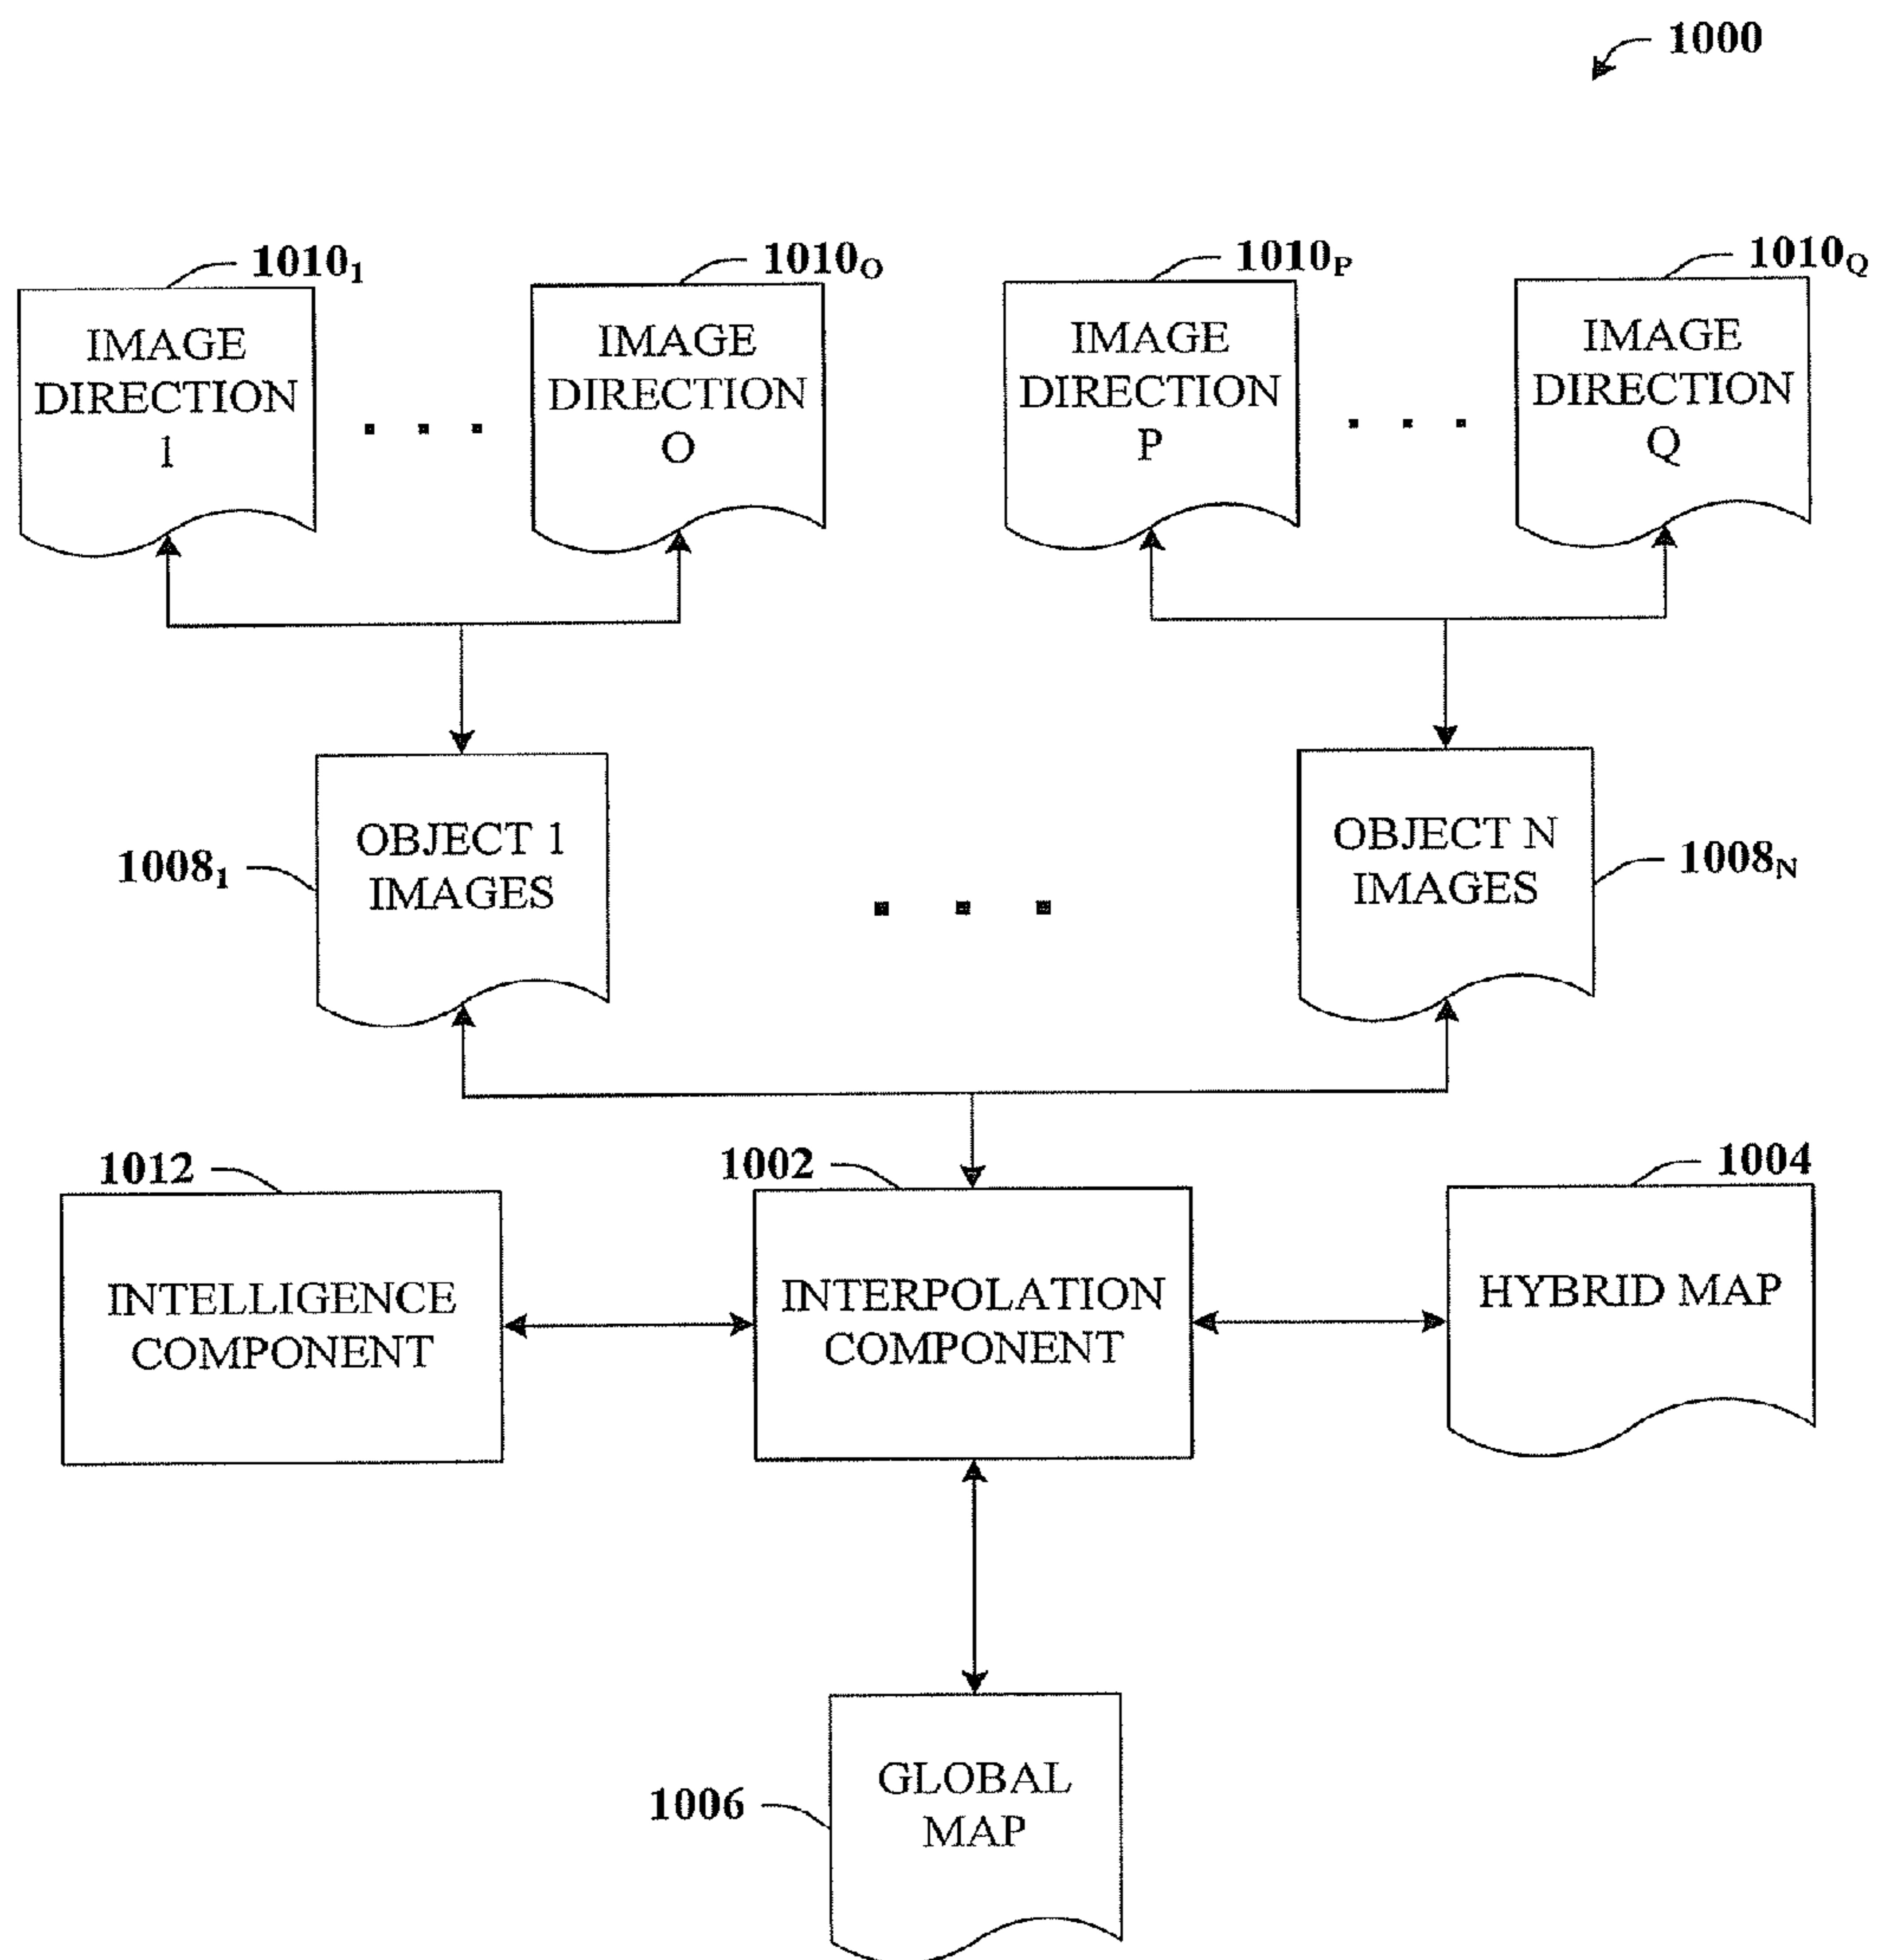 1000
1010₁
1010O
1010P
1010Q
IMAGE
DIRECTION
1
IMAGE
DIRECTION
O
IMAGE
DIRECTION
P
IMAGE
DIRECTION
Q
1008₁
OBJECT 1
IMAGES
OBJECT N
IMAGES
1008N
1012
1002
1004
INTELLIGENCE
COMPONENT
INTERPOLATION
COMPONENT
HYBRID MAP
1006
GLOBAL
MAP